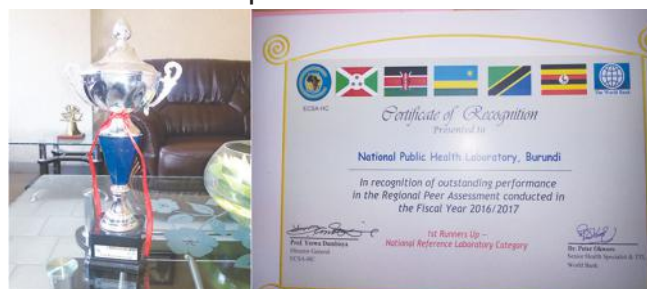 ECSA-HC
The World Bank
Certificate of Recognition
Presented to
National Public Health Laboratory, Burundi
In recognition of outstanding performance
in the Regional Peer Assessment conducted in
the Fiscal Year 2016/2017
1st Runners Up –
National Reference Laboratory Category
Prof. Yoswa Dambisya
Director General
ECSA-HC
Dr. Peter Okwero
Senior Health Specialist & TTL
World Bank